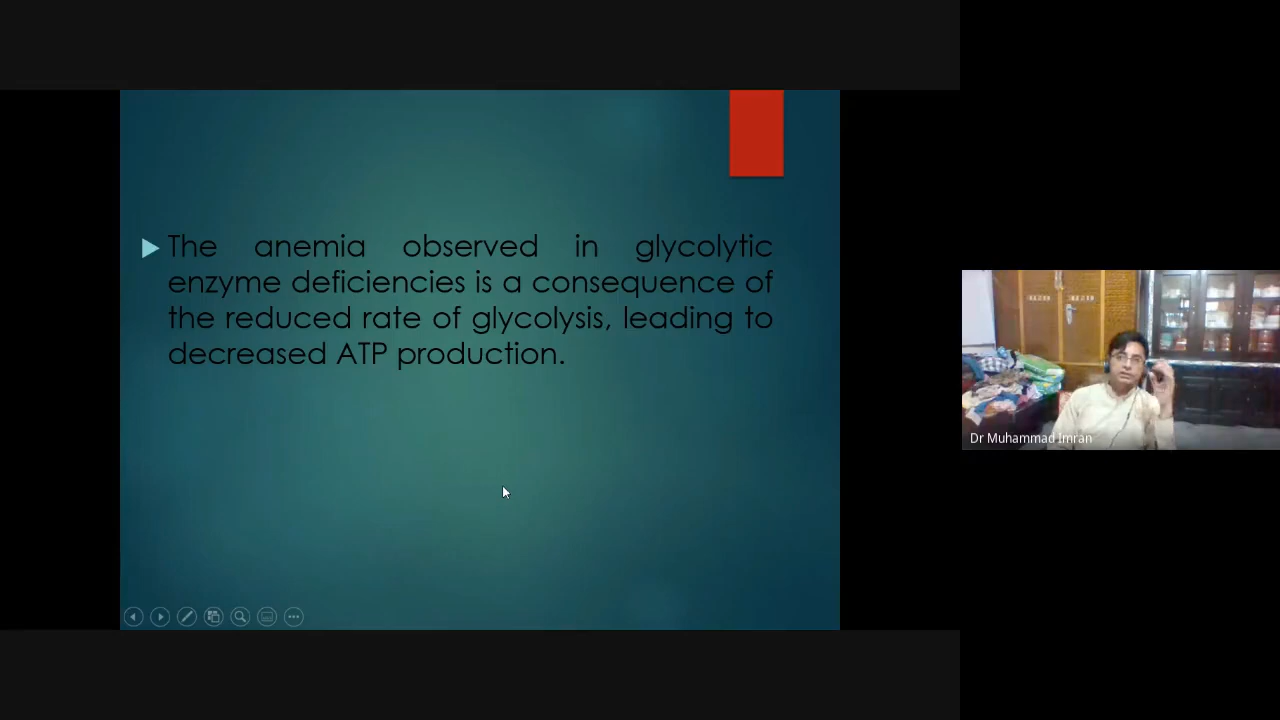 The anemia observed in glycolytic
enzyme deficiencies is a consequence of
the reduced rate of glycolysis, leading to
decreased ATP production.
Dr Muhammad Imran